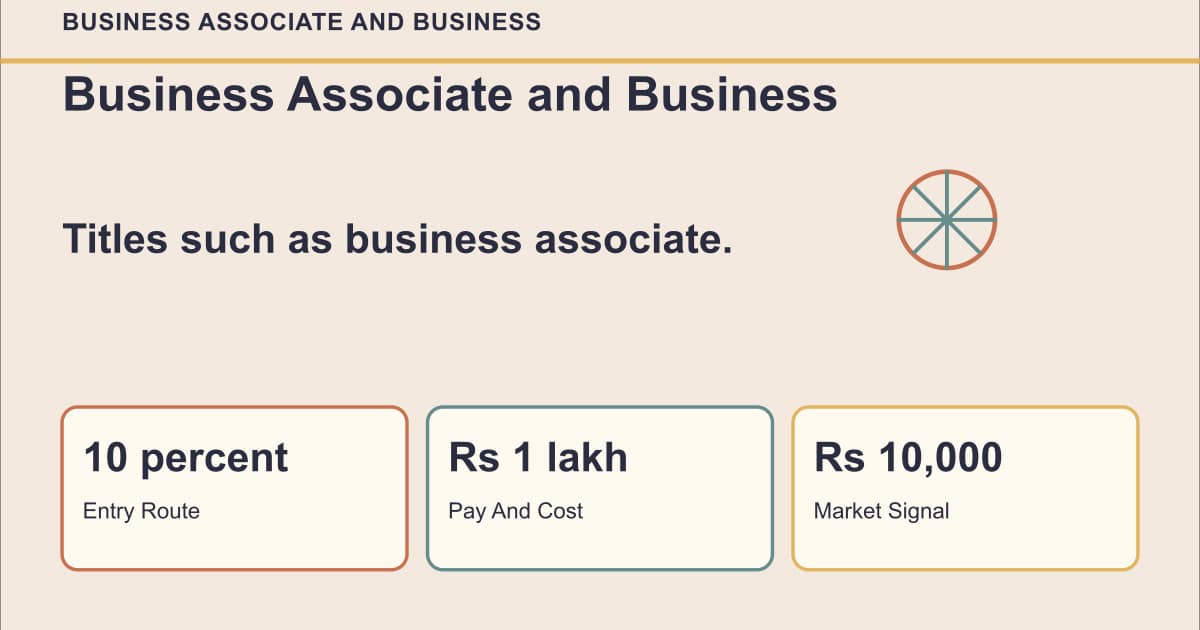 BUSINESS ASSOCIATE AND BUSINESS
Business Associate and Business
Titles such as business associate.
10 percent
Entry Route
Rs 1 lakh
Pay And Cost
Rs 10,000
Market Signal